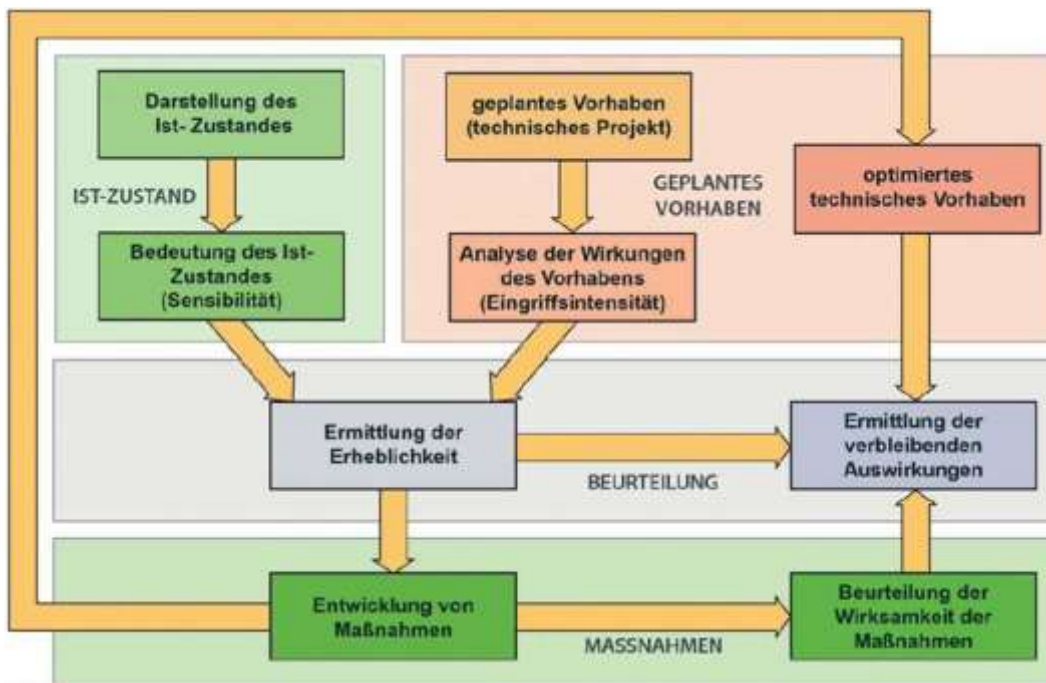 Darstellung des
Ist- Zustandes
geplantes Vorhaben
(technisches Projekt)
optimiertes
technisches Vorhaben
IST-ZUSTAND
GEPLANTES
VORHABEN
Bedeutung des Ist-
Zustandes
(Sensibilität)
Analyse der Wirkungen
des Vorhabens
(Eingriffsintensität)
Ermittlung der
Erheblichkeit
BEURTEILUNG
Ermittlung der
verbleibenden
Auswirkungen
Entwicklung von
Maßnahmen
MASSNAHMEN
Beurteilung der
Wirksamkeit der
Maßnahmen